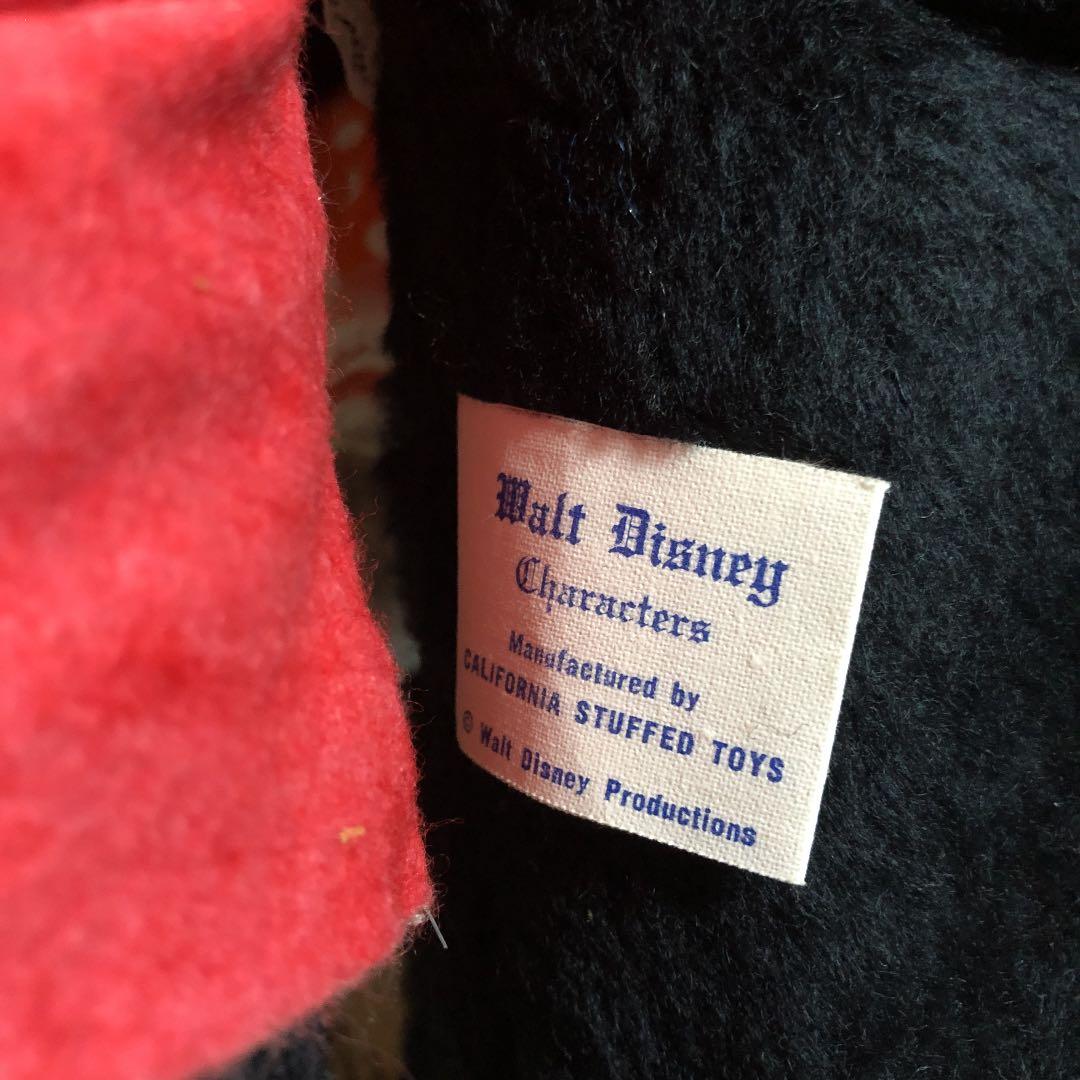 Walt Disney
Characters
Manufactured by
CALIFORNIA STUFFED TOYS
© Walt Disney Productions